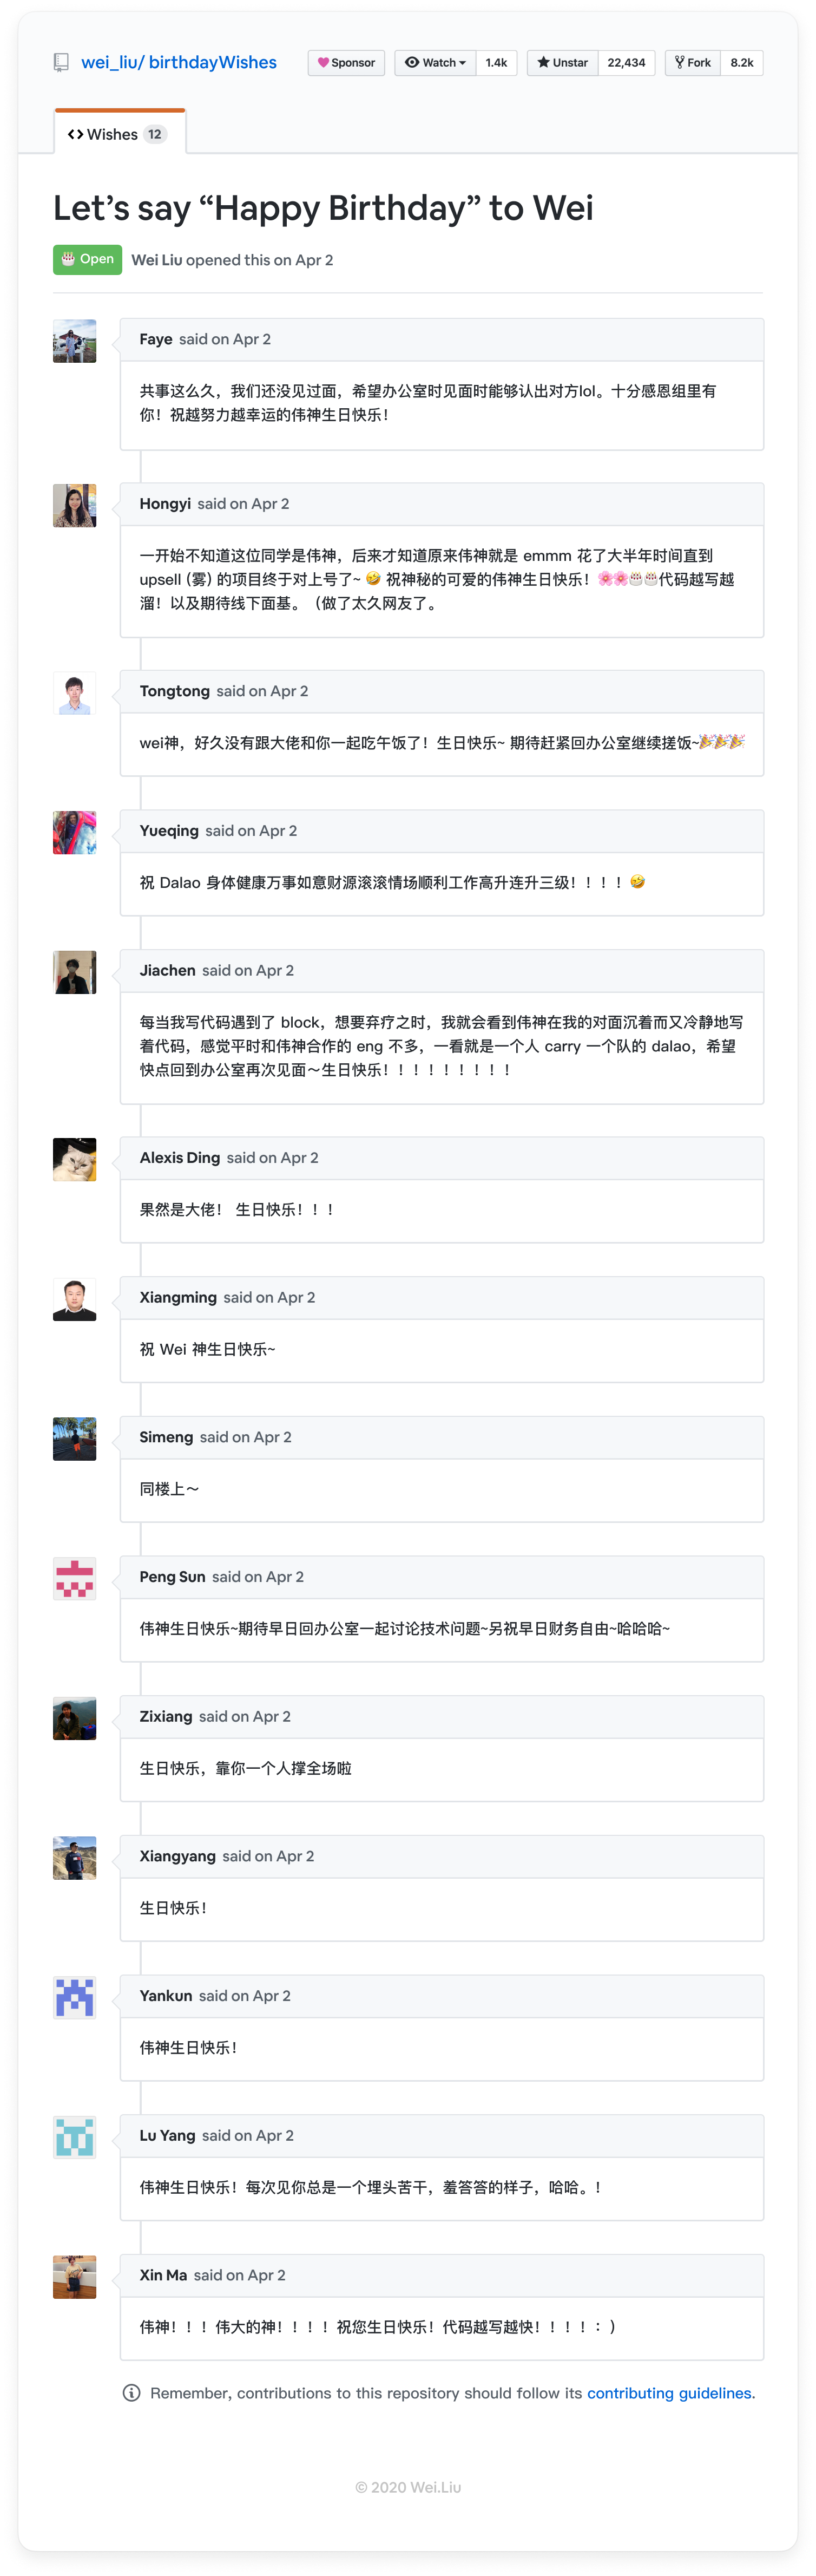 wei_liu/ birthdayWishes
Sponsor
Watch
1.4k
Unstar
22,434
Fork
8.2k
Wishes 12
Let’s say “Happy Birthday” to Wei
Open
Wei Liu opened this on Apr 2
Faye said on Apr 2
共事这么久，我们还没见过面，希望办公室时见面时能够认出对方lol。十分感恩组里有
你！祝越努力越幸运的伟神生日快乐！
Hongyi said on Apr 2
一开始不知道这位同学是伟神，后来才知道原来伟神就是 emmm 花了大半年时间直到
upsell (雾) 的项目终于对上号了~ 🤣 祝神秘的可爱的伟神生日快乐！🌸🌸🎂🎂代码越写越
溜！以及期待线下面基。（做了太久网友了。
Tongtong said on Apr 2
wei神，好久没有跟大佬和你一起吃午饭了！生日快乐~ 期待赶紧回办公室继续搓饭~🎉🎉🎉
Yueqing said on Apr 2
祝 Dalao 身体健康万事如意财源滚滚情场顺利工作高升连升三级！！！！🤣
Jiachen said on Apr 2
每当我写代码遇到了 block，想要弃疗之时，我就会看到伟神在我的对面沉着而又冷静地写
着代码，感觉平时和伟神合作的 eng 不多，一看就是一个人 carry 一个队的 dalao，希望
快点回到办公室再次见面～生日快乐！！！！！！！！！
Alexis Ding said on Apr 2
果然是大佬！ 生日快乐！！！
Xiangming said on Apr 2
祝 Wei 神生日快乐~
Simeng said on Apr 2
同楼上～
Peng Sun said on Apr 2
伟神生日快乐~期待早日回办公室一起讨论技术问题~另祝早日财务自由~哈哈哈~
Zixiang said on Apr 2
生日快乐，靠你一个人撑全场啦
Xiangyang said on Apr 2
生日快乐！
Yankun said on Apr 2
伟神生日快乐！
Lu Yang said on Apr 2
伟神生日快乐！每次见你总是一个埋头苦干，羞答答的样子，哈哈。！
Xin Ma said on Apr 2
伟神！！！伟大的神！！！！祝您生日快乐！代码越写越快！！！！：）
Remember, contributions to this repository should follow its contributing guidelines.
© 2020 Wei.Liu